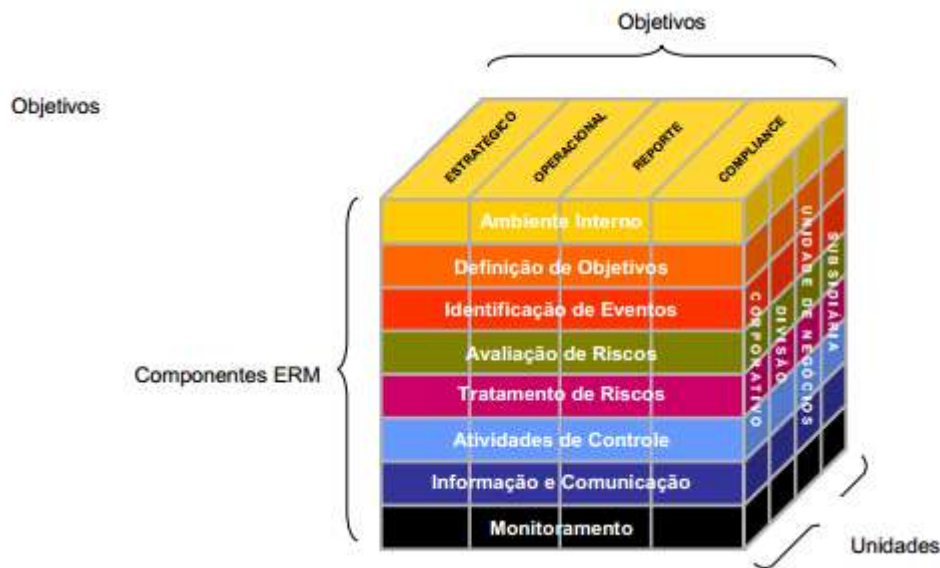 Objetivos
Objetivos
ESTRATÉGICO
OPERACIONAL
REPORTE
COMPLIANCE
Ambiente Interno
Definição de Objetivos
Identificação de Eventos
Avaliação de Riscos
Tratamento de Riscos
Atividades de Controle
Informação e Comunicação
Monitoramento
CORPORATIVO
DIVISÃO
UNIDADE DE NEGÓCIOS
SUBSIDIÁRIA
Componentes ERM
Unidades